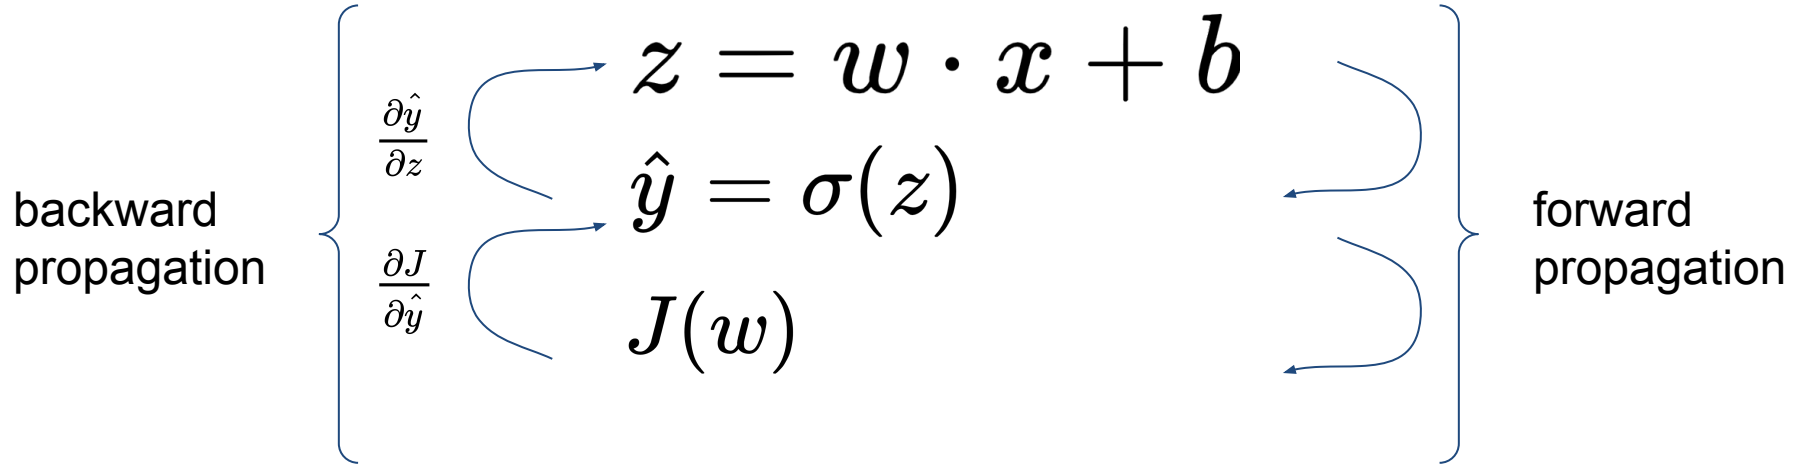 backward
propagation
∂ŷ
∂z
∂J
∂ŷ
z = w · x + b
ŷ = σ(z)
J(w)
forward
propagation